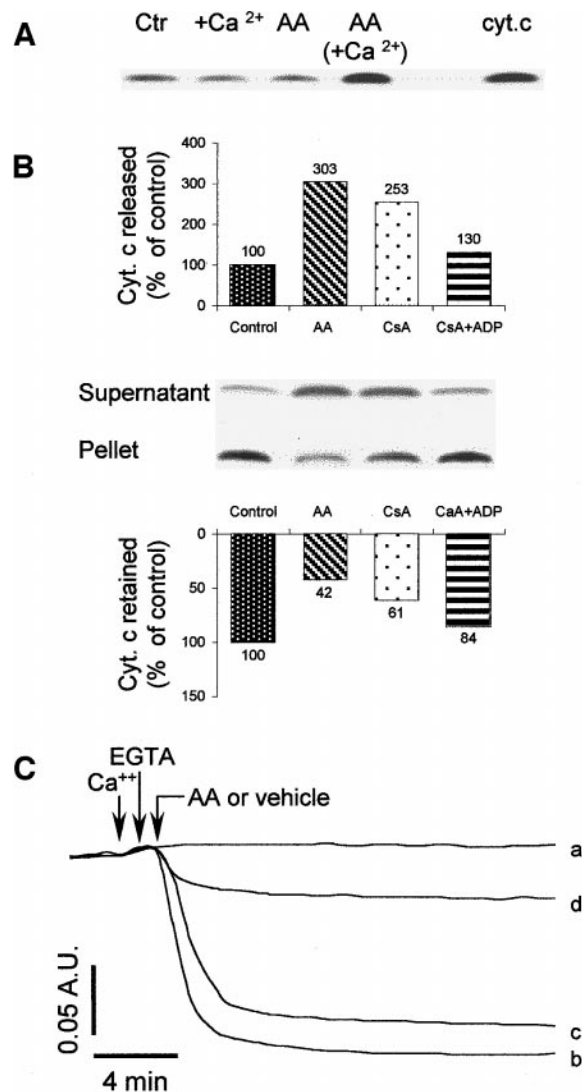 A
Ctr +Ca 2+ AA AA (+Ca 2+) cyt.c
B
Cyt. c released (% of control)
400
300
200
100
0
100 303 253 130
Control AA CsA CsA+ADP
Supernatant
Pellet
Control AA CsA CaA+ADP
Cyt. c retained (% of control)
0
50
100
150
100 42 61 84
C
Ca++ EGTA AA or vehicle
a
d
c
b
0.05 A.U.
4 min